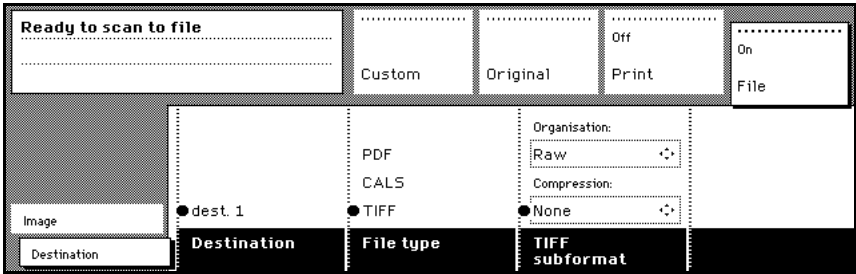 Ready to scan to file
Custom
Original
Off
Print
On
File
Image
Destination
dest. 1
Destination
PDF
CALS
TIFF
File type
Organisation:
Raw
Compression:
None
TIFF
subformat